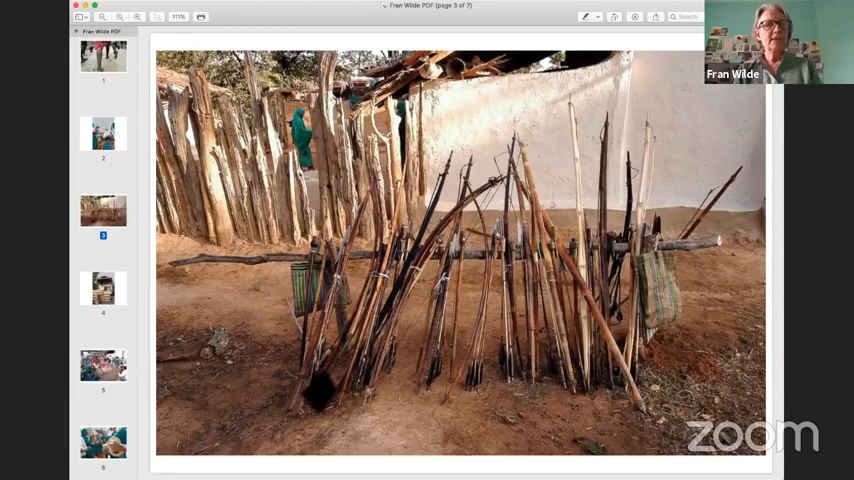 Fran Wilde PDF (page 3 of 7)
111%
Search
Fran Wilde PDF
1
2
3
4
5
6
Fran Wilde
zoom